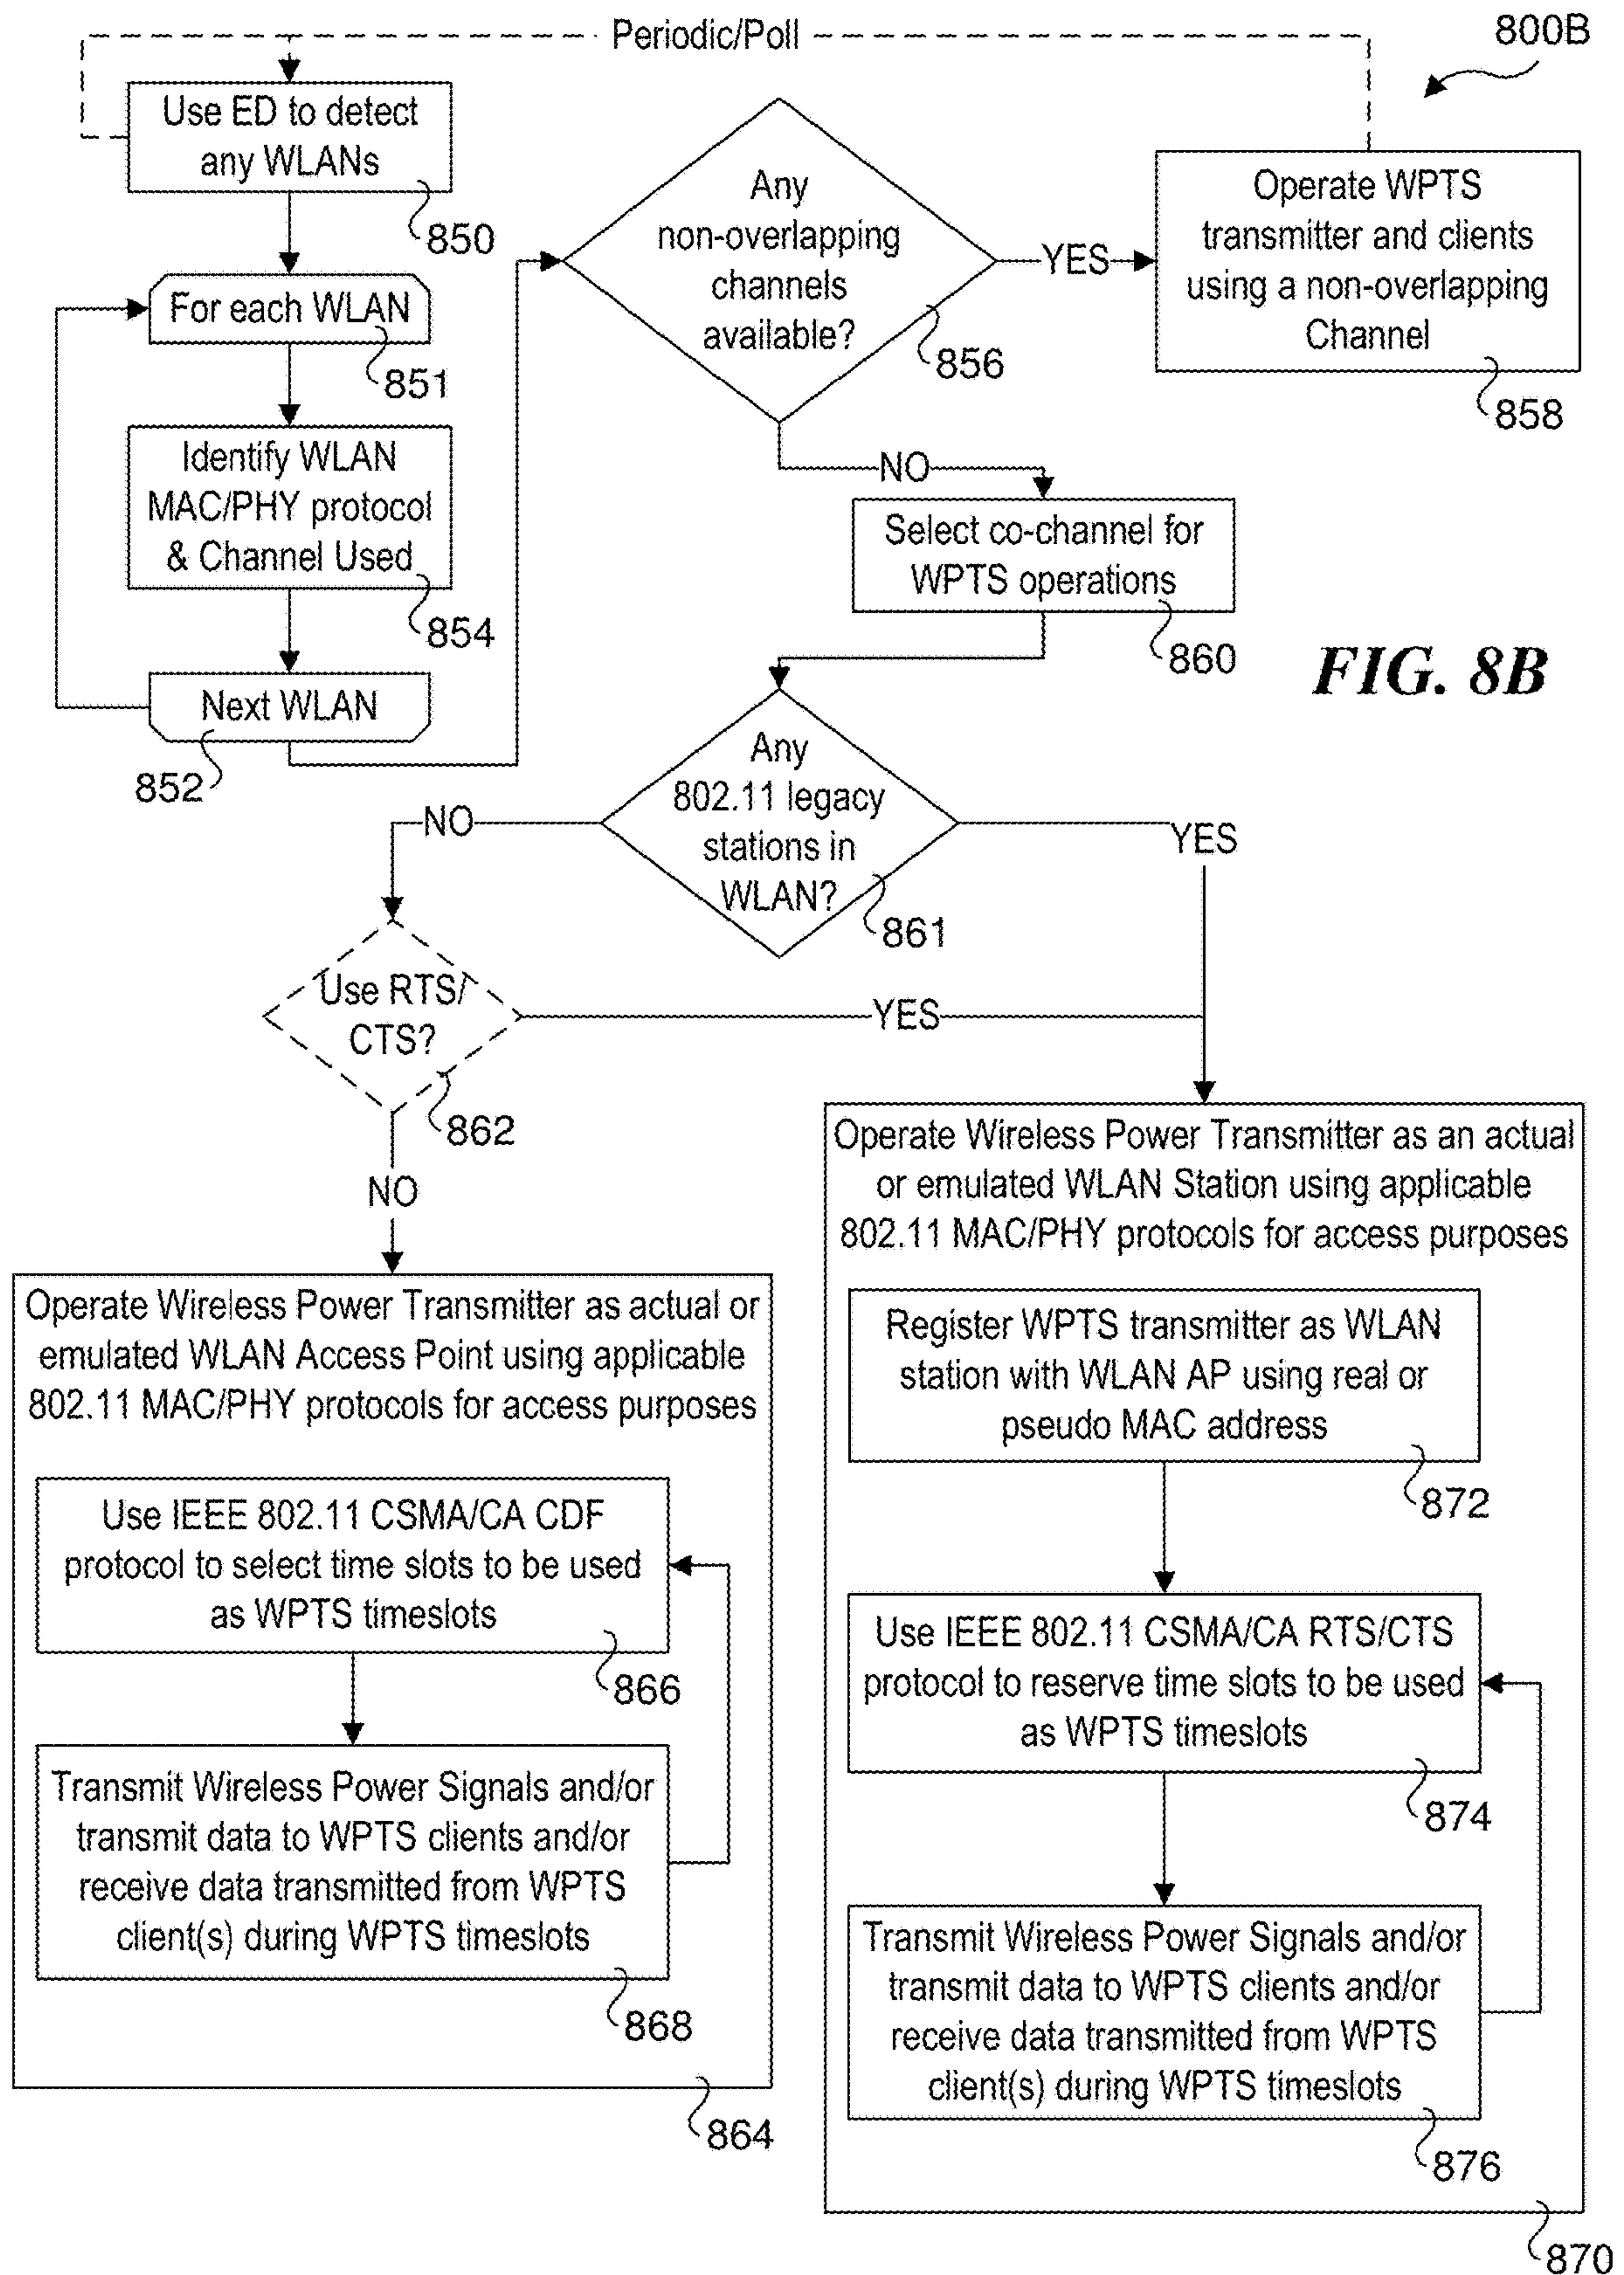 Periodic/Poll
800B
Use ED to detect
any WLANs
850
For each WLAN
851
Identify WLAN
MAC/PHY protocol
& Channel Used
854
Next WLAN
852
Any
non-overlapping
channels
available?
856
YES
Operate WPTS
transmitter and clients
using a non-overlapping
Channel
858
NO
Select co-channel for
WPTS operations
860
FIG. 8B
Any
802.11 legacy
stations in
WLAN?
861
NO
YES
Use RTS/
CTS?
862
YES
NO
Operate Wireless Power Transmitter as actual or
emulated WLAN Access Point using applicable
802.11 MAC/PHY protocols for access purposes
Use IEEE 802.11 CSMA/CA CDF
protocol to select time slots to be used
as WPTS timeslots
866
Transmit Wireless Power Signals and/or
transmit data to WPTS clients and/or
receive data transmitted from WPTS
client(s) during WPTS timeslots
868
864
Operate Wireless Power Transmitter as an actual
or emulated WLAN Station using applicable
802.11 MAC/PHY protocols for access purposes
Register WPTS transmitter as WLAN
station with WLAN AP using real or
pseudo MAC address
872
Use IEEE 802.11 CSMA/CA RTS/CTS
protocol to reserve time slots to be used
as WPTS timeslots
874
Transmit Wireless Power Signals and/or
transmit data to WPTS clients and/or
receive data transmitted from WPTS
client(s) during WPTS timeslots
876
870